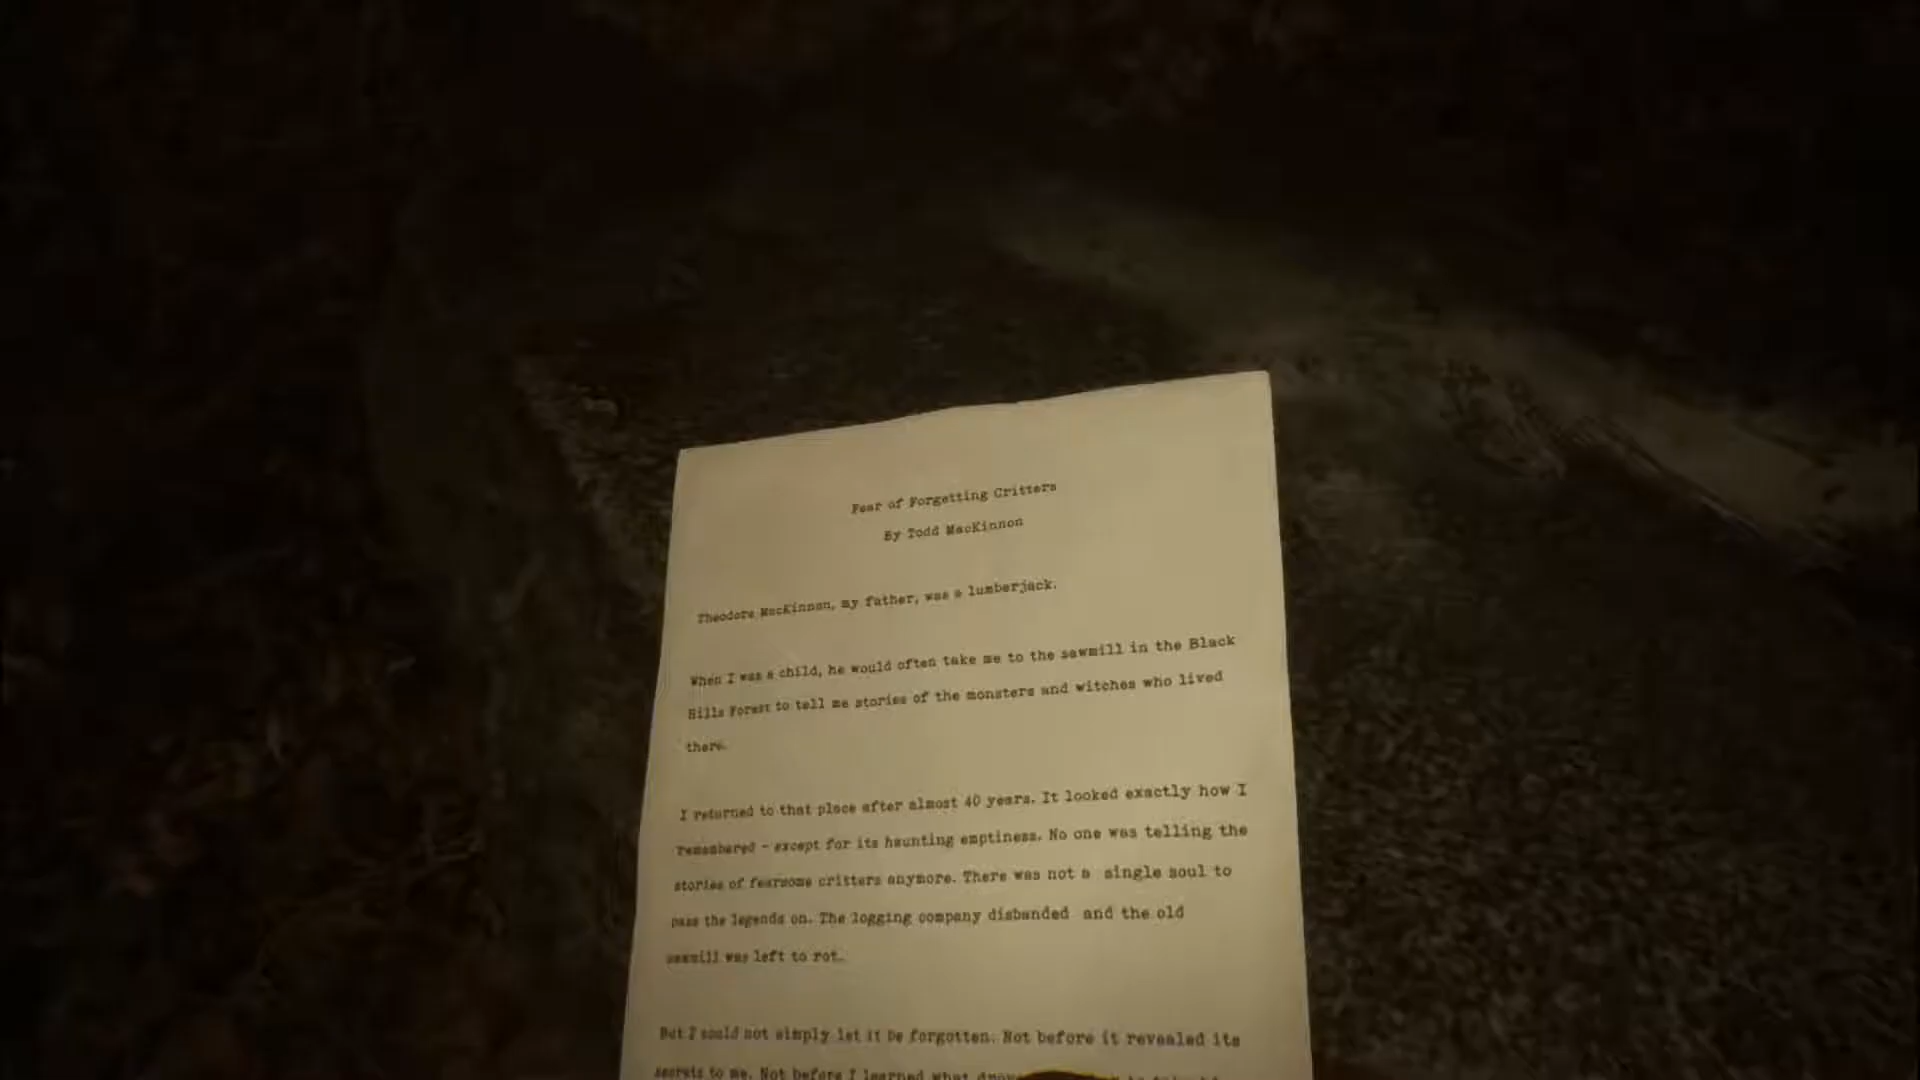 Fear of Forgetting Critters
By Todd MacKinnon
Theodore MacKinnon, my father, was a lumberjack.
When I was a child, he would often take me to the sawmill in the Black
Hills Forest to tell me stories of the monsters and witches who lived
there.
I returned to that place after almost 40 years. It looked exactly how I
remembered - except for its haunting emptiness. No one was telling the
stories of fearsome critters anymore. There was not a single soul to
pass the legends on. The logging company disbanded and the old
sawmill was left to rot.
But I could not simply let it be forgotten. Not before it revealed its
secrets to me. Not before I learned what